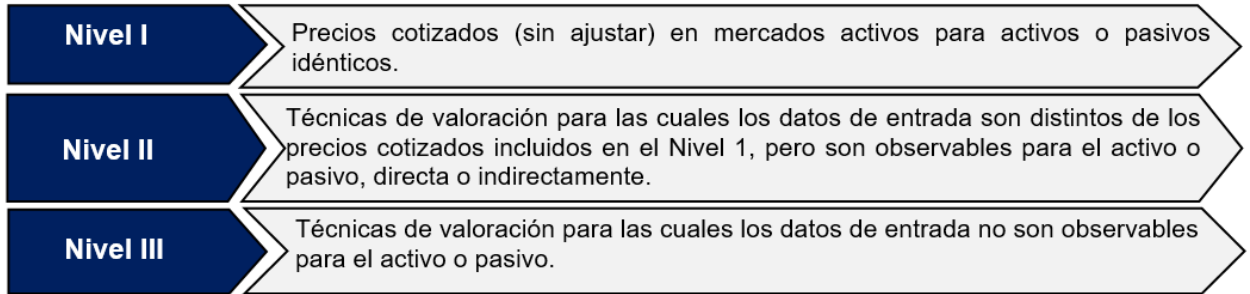 Nivel I
Precios cotizados (sin ajustar) en mercados activos para activos o pasivos
idénticos.
Nivel II
Técnicas de valoración para las cuales los datos de entrada son distintos de los
precios cotizados incluidos en el Nivel 1, pero son observables para el activo o
pasivo, directa o indirectamente.
Nivel III
Técnicas de valoración para las cuales los datos de entrada no son observables
para el activo o pasivo.